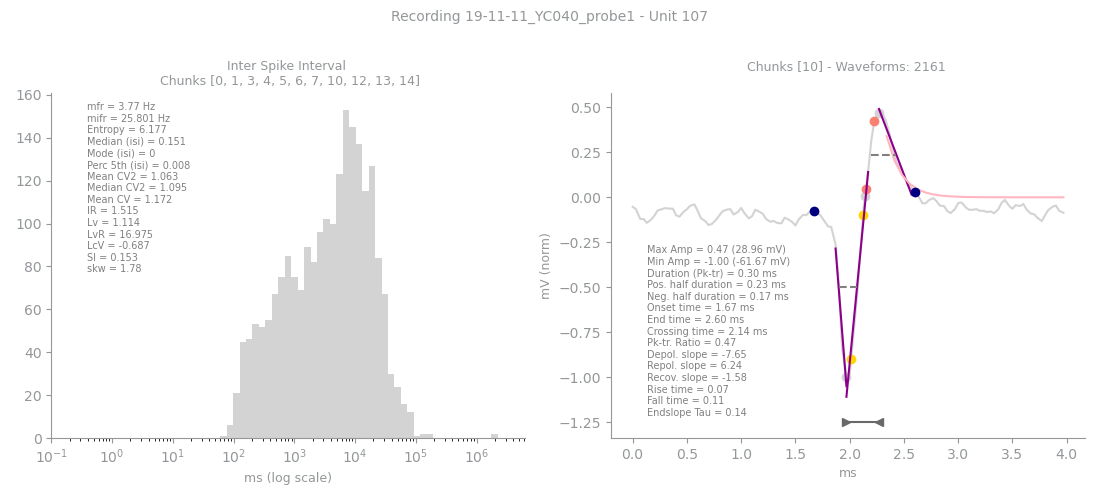 Recording 19-11-11_YC040_probe1 - Unit 107
Inter Spike Interval
Chunks [0, 1, 3, 4, 5, 6, 7, 10, 12, 13, 14]
160
140
120
100
80
60
40
20
0
mfr = 3.77 Hz
mifr = 25.801 Hz
Entropy = 6.177
Median (isi) = 0.151
Mode (isi) = 0
Perc 5th (isi) = 0.008
Mean CV2 = 1.063
Median CV2 = 1.095
Mean CV = 1.172
IR = 1.515
Lv = 1.114
LvR = 16.975
LcV = -0.687
SI = 0.153
skw = 1.78
10⁻¹ 10⁰ 10¹ 10² 10³ 10⁴ 10⁵ 10⁶
ms (log scale)
Chunks [10] - Waveforms: 2161
mV (norm)
0.50
0.25
0.00
−0.25
−0.50
−0.75
−1.00
−1.25
Max Amp = 0.47 (28.96 mV)
Min Amp = -1.00 (-61.67 mV)
Duration (Pk-tr) = 0.30 ms
Pos. half duration = 0.23 ms
Neg. half duration = 0.17 ms
Onset time = 1.67 ms
End time = 2.60 ms
Crossing time = 2.14 ms
Pk-tr. Ratio = 0.47
Depol. slope = -7.65
Repol. slope = 6.24
Recov. slope = -1.58
Rise time = 0.07
Fall time = 0.11
Endslope Tau = 0.14
0.0 0.5 1.0 1.5 2.0 2.5 3.0 3.5 4.0
ms